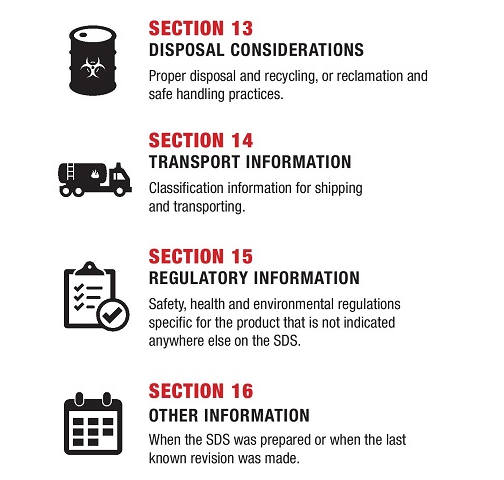 SECTION 13
DISPOSAL CONSIDERATIONS
Proper disposal and recycling, or reclamation and
safe handling practices.
SECTION 14
TRANSPORT INFORMATION
Classification information for shipping
and transporting.
SECTION 15
REGULATORY INFORMATION
Safety, health and environmental regulations
specific for the product that is not indicated
anywhere else on the SDS.
SECTION 16
OTHER INFORMATION
When the SDS was prepared or when the last
known revision was made.